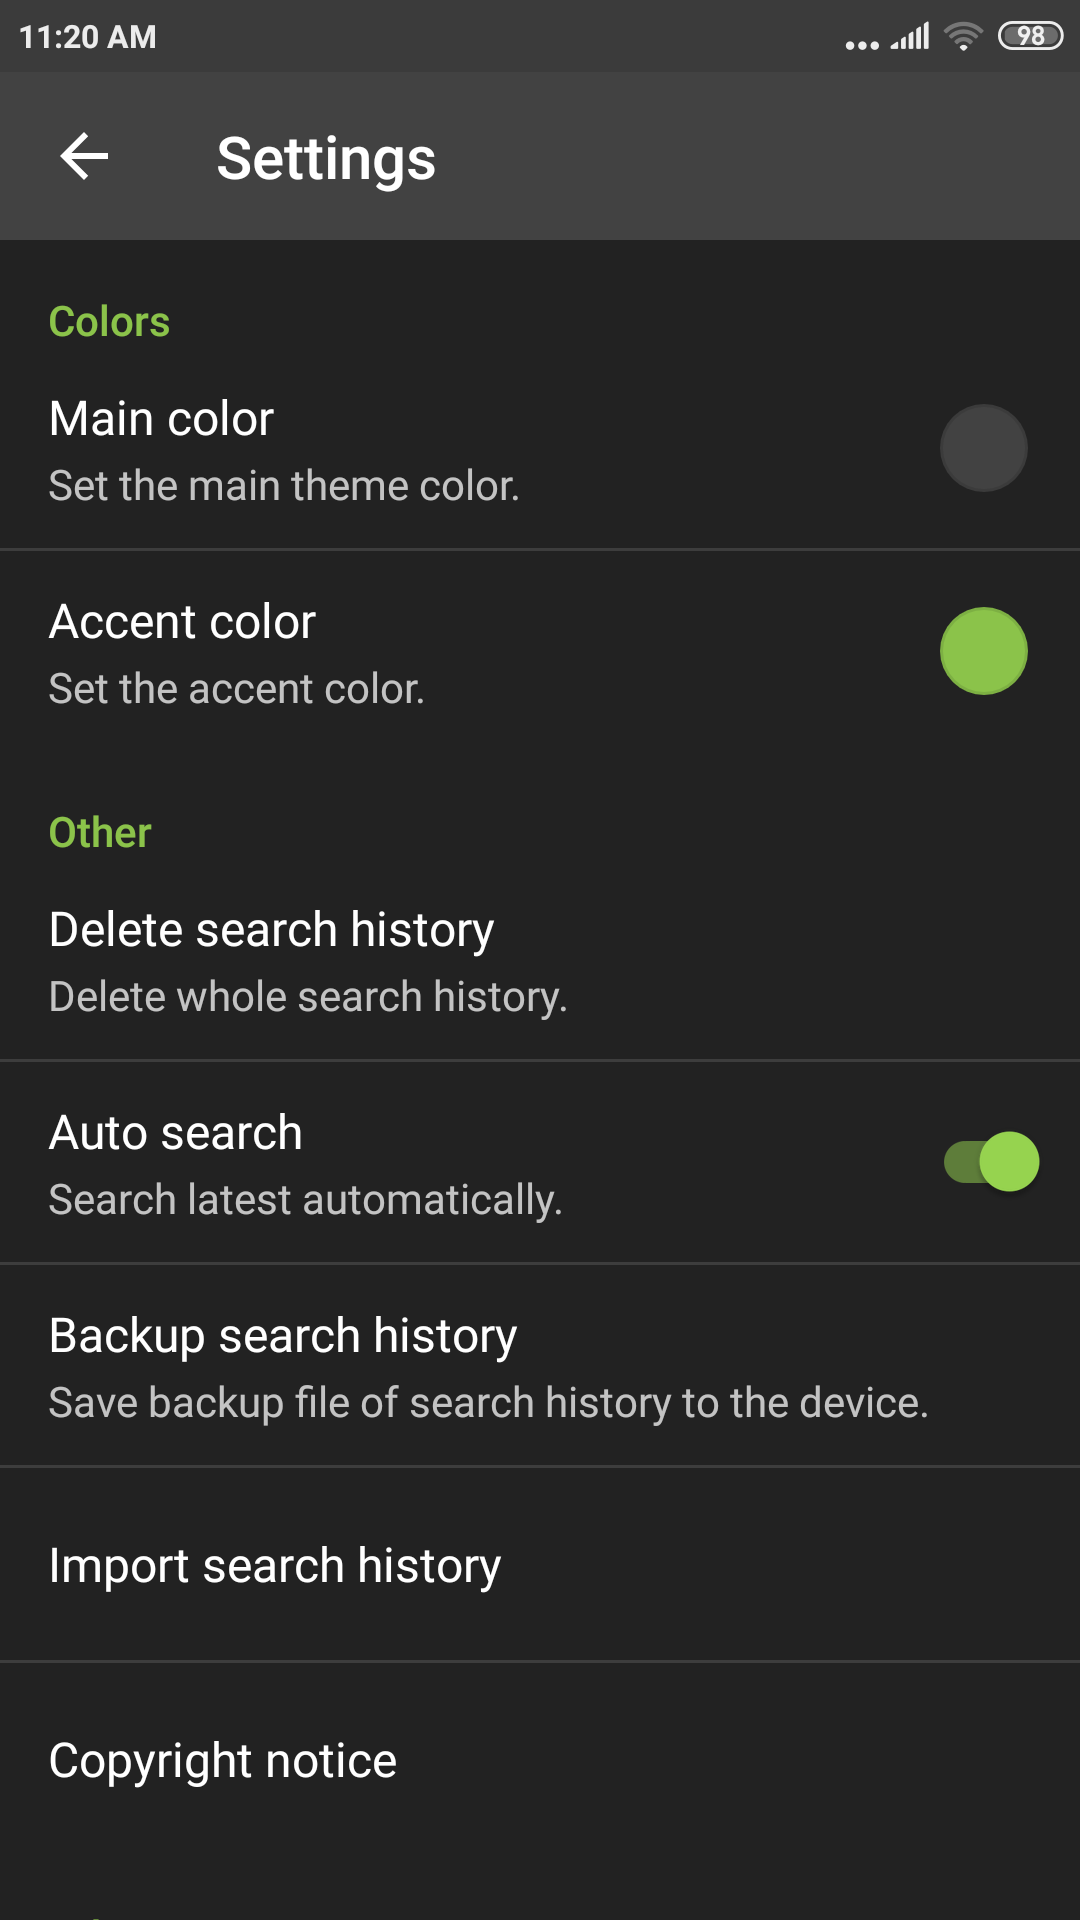 11:20 AM
98
Settings
Colors
Main color
Set the main theme color.
Accent color
Set the accent color.
Other
Delete search history
Delete whole search history.
Auto search
Search latest automatically.
Backup search history
Save backup file of search history to the device.
Import search history
Copyright notice